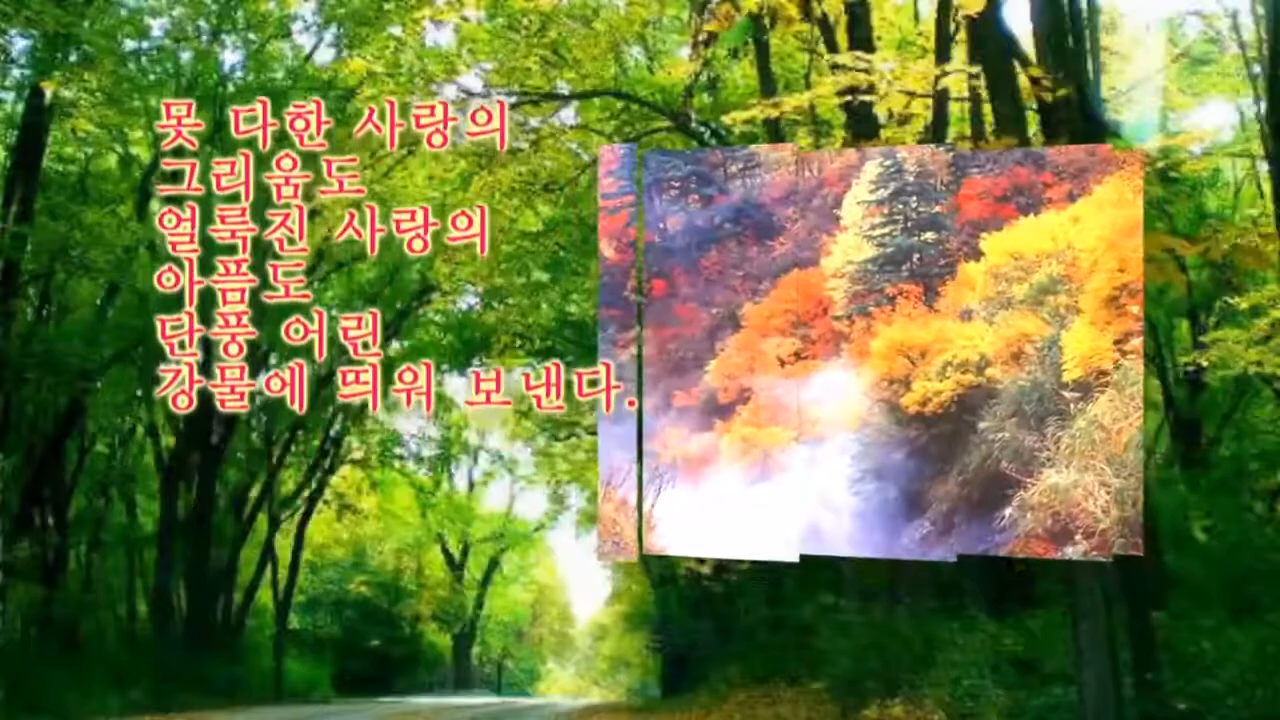 못 다한 사랑의
그리움도
얼룩진 사랑의
아픔도
단풍 어린
강물에 띄워 보낸다.